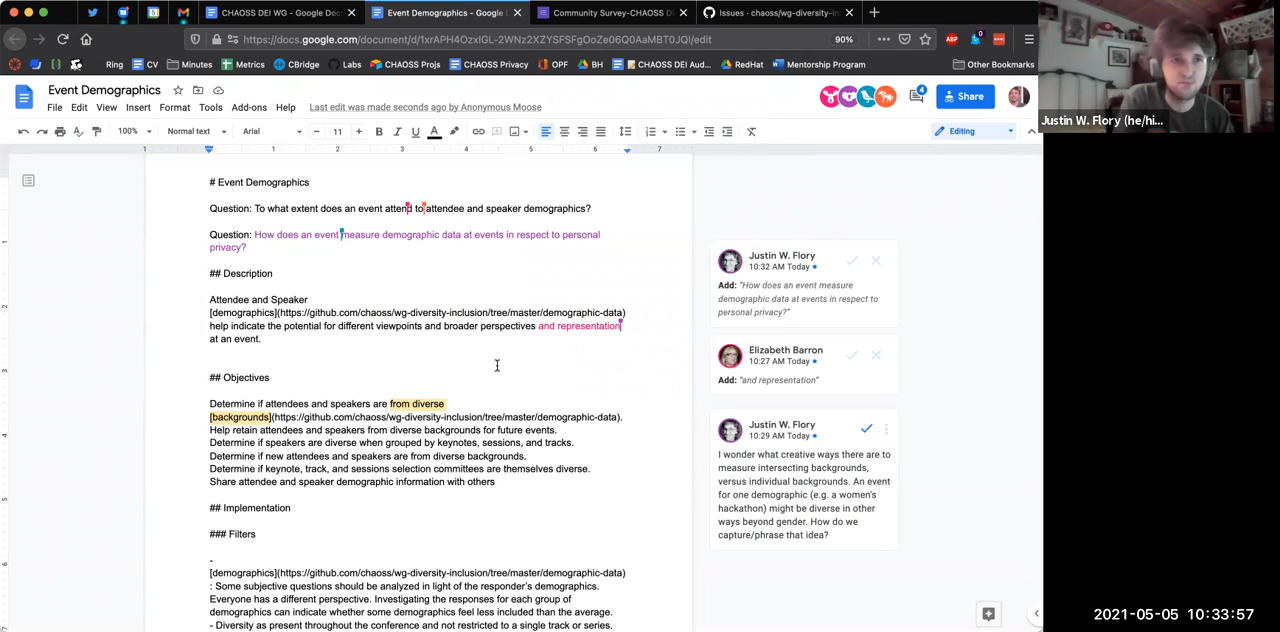 CHAOSS DEI WG - Google Doc
Event Demographics - Google D
Community Survey-CHAOSS D
Issues · chaoss/wg-diversity-in
https://docs.google.com/document/d/1xrAPH4OzxIGL-2WNz2XZYSFSFgOoZe06Q0AaMBT0JQI/edit
90%
Ring
CV
Minutes
Metrics
CBridge
Labs
CHAOSS Projs
CHAOSS Privacy
OPF
BH
CHAOSS DEI Aud...
RedHat
Mentorship Program
Other Bookmarks
Event Demographics
File Edit View Insert Format Tools Add-ons Help
Last edit was made seconds ago by Anonymous Moose
4
Share
100%
Normal text
Arial
11
Editing
# Event Demographics
Question: To what extent does an event attend to attendee and speaker demographics?
Question: How does an event measure demographic data at events in respect to personal
privacy?
## Description
Attendee and Speaker
[demographics](https://github.com/chaoss/wg-diversity-inclusion/tree/master/demographic-data)
help indicate the potential for different viewpoints and broader perspectives and representation
at an event.
## Objectives
Determine if attendees and speakers are from diverse
[backgrounds](https://github.com/chaoss/wg-diversity-inclusion/tree/master/demographic-data).
Help retain attendees and speakers from diverse backgrounds for future events.
Determine if speakers are diverse when grouped by keynotes, sessions, and tracks.
Determine if new attendees and speakers are from diverse backgrounds.
Determine if keynote, track, and sessions selection committees are themselves diverse.
Share attendee and speaker demographic information with others
## Implementation
### Filters
-
[demographics](https://github.com/chaoss/wg-diversity-inclusion/tree/master/demographic-data)
: Some subjective questions should be analyzed in light of the responder's demographics.
Everyone has a different perspective. Investigating the responses for each group of
demographics can indicate whether some demographics feel less included than the average.
- Diversity as present throughout the conference and not restricted to a single track or series.
Justin W. Flory
10:32 AM Today
Add: "How does an event measure
demographic data at events in respect to
personal privacy?"
Elizabeth Barron
10:27 AM Today
Add: "and representation"
Justin W. Flory
10:29 AM Today
I wonder what creative ways there are to
measure intersecting backgrounds,
versus individual backgrounds. An event
for one demographic (e.g. a women's
hackathon) might be diverse in other
ways beyond gender. How do we
capture/phrase that idea?
Justin W. Flory (he/hi...
2021-05-05 10:33:57